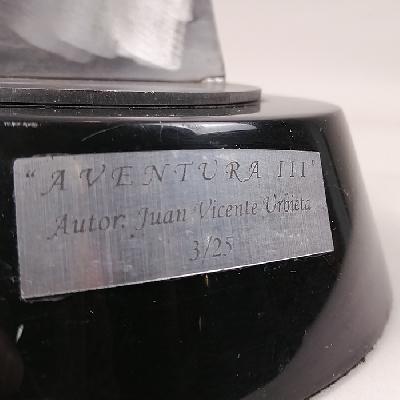 "AVENTURA III"
Autor: Juan Vicente Urbieta
3/25